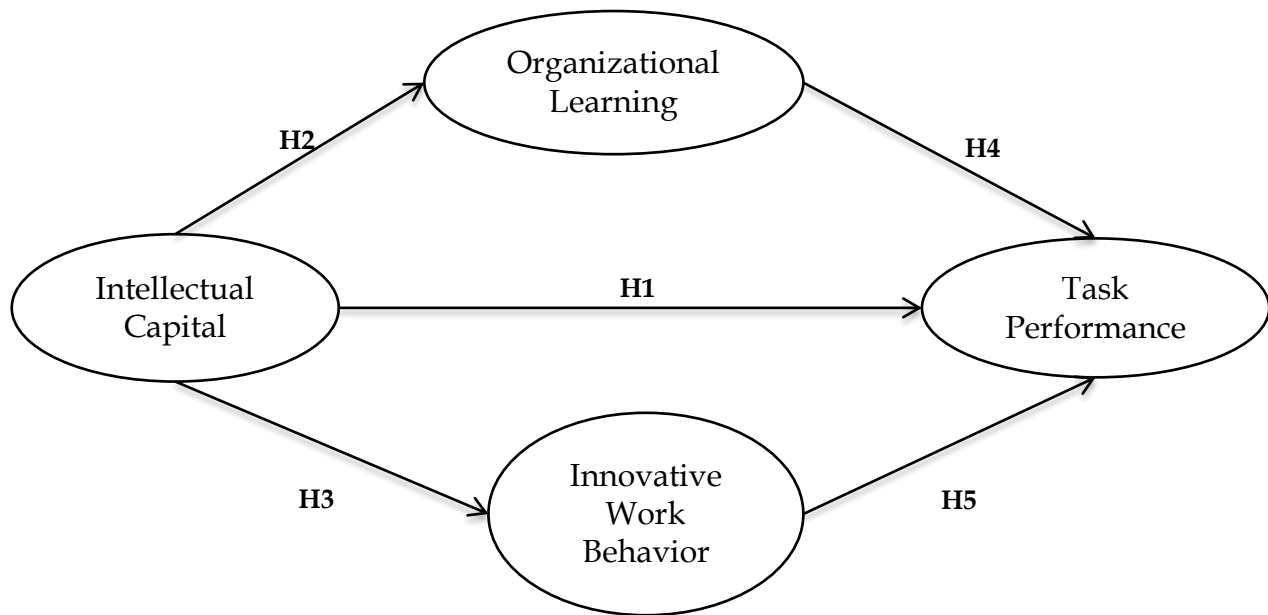 Organizational
Learning
H2
H4
Intellectual
Capital
H1
Task
Performance
H3
Innovative
Work
Behavior
H5